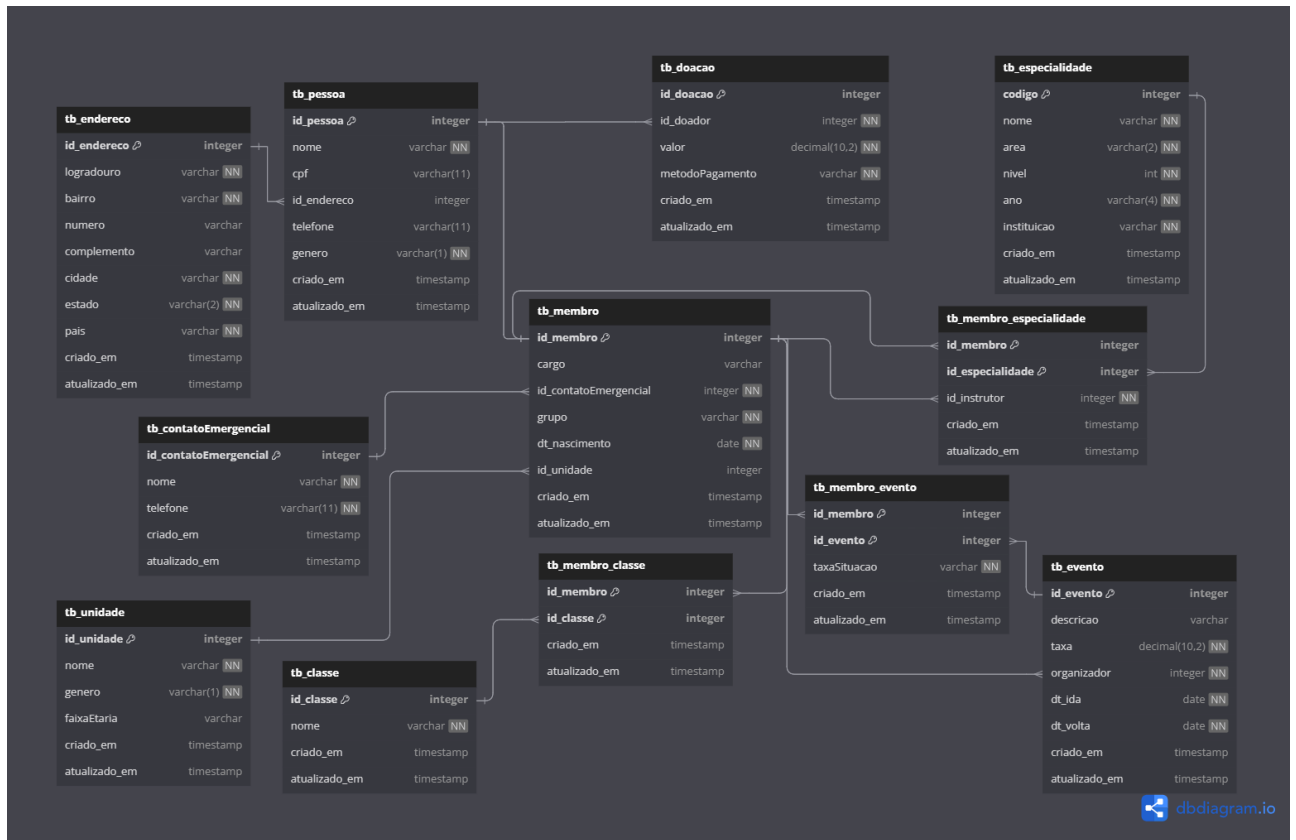 tb_endereco
id_endereco integer
logradouro varchar NN
bairro varchar NN
numero varchar
complemento varchar
cidade varchar NN
estado varchar(2) NN
pais varchar NN
criado_em timestamp
atualizado_em timestamp
tb_pessoa
id_pessoa integer
nome varchar NN
cpf varchar(11)
id_endereco integer
telefone varchar(11)
genero varchar(1) NN
criado_em timestamp
atualizado_em timestamp
tb_doacao
id_doacao integer
id_doador integer NN
valor decimal(10,2) NN
metodoPagamento varchar NN
criado_em timestamp
atualizado_em timestamp
tb_especialidade
codigo integer
nome varchar NN
area varchar(2) NN
nivel int NN
ano varchar(4) NN
instituicao varchar NN
criado_em timestamp
atualizado_em timestamp
tb_membro
id_membro integer
cargo varchar
id_contatoEmergencial integer NN
grupo varchar NN
dt_nascimento date NN
id_unidade integer
criado_em timestamp
atualizado_em timestamp
tb_membro_especialidade
id_membro integer
id_especialidade integer
id_instrutor integer NN
criado_em timestamp
atualizado_em timestamp
tb_contatoEmergencial
id_contatoEmergencial integer
nome varchar NN
telefone varchar(11) NN
criado_em timestamp
atualizado_em timestamp
tb_membro_evento
id_membro integer
id_evento integer
taxaSituacao varchar NN
criado_em timestamp
atualizado_em timestamp
tb_membro_classe
id_membro integer
id_classe integer
criado_em timestamp
atualizado_em timestamp
tb_evento
id_evento integer
descricao varchar
taxa decimal(10,2) NN
organizador integer NN
dt_ida date NN
dt_volta date NN
criado_em timestamp
atualizado_em timestamp
tb_unidade
id_unidade integer
nome varchar NN
genero varchar(1) NN
faixaEtaria varchar
criado_em timestamp
atualizado_em timestamp
tb_classe
id_classe integer
nome varchar NN
criado_em timestamp
atualizado_em timestamp
dbdiagram.io